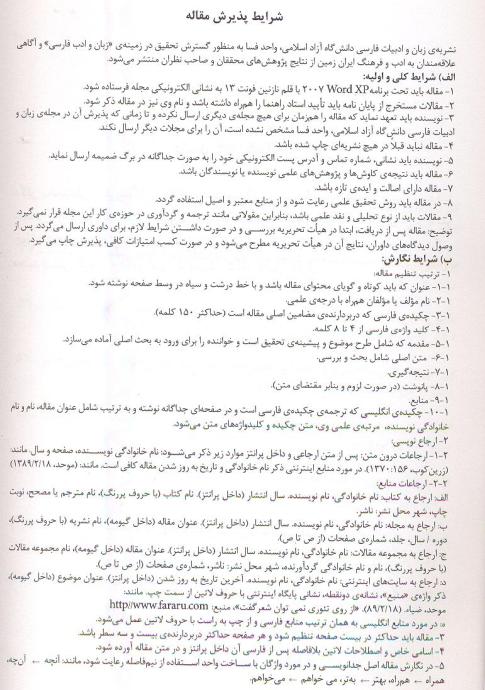 شرایط پذیرش مقاله
نشریه‌ی زبان و ادبیات فارسی دانشگاه آزاد اسلامی، واحد فسا به منظور گسترش تحقیق در زمینه‌ی «زبان و ادب فارسی» و آگاهی
علاقه‌مندان به ادب و فرهنگ ایران زمین از نتایج پژوهش‌های محققان و صاحب نظران منتشر می‌شود.
الف) شرایط کلی و اولیه:
۱- مقاله باید تحت برنامه Word XP ۲۰۰۷ با قلم نازنین فونت ۱۳ به نشانی الکترونیکی مجله فرستاده شود.
۲- مقالات مستخرج از پایان نامه باید تأیید استاد راهنما را همراه داشته باشد و نام وی نیز در مقاله ذکر شود.
۳- نویسنده باید تعهد نماید که مقاله را همزمان برای هیچ مجله‌ی دیگری ارسال نکرده و تا زمانی که پذیرش آن در مجله‌ی زبان و
ادبیات فارسی دانشگاه آزاد اسلامی، واحد فسا مشخص نشده است، آن را برای مجلات دیگر ارسال نکند.
۴- مقاله نباید قبلاً در هیچ نشریه‌ای چاپ شده باشد.
۵- نویسنده باید نشانی، شماره تماس و آدرس پست الکترونیکی خود را به صورت جداگانه در برگ ضمیمه ارسال نماید.
۶- مقاله باید نتیجه‌ی کاوش‌ها و پژوهش‌های علمی نویسنده یا نویسندگان باشد.
۷- مقاله دارای اصالت و ایده‌ی تازه باشد.
۸- در مقاله باید روش تحقیق علمی رعایت شود و از منابع معتبر و اصیل استفاده گردد.
۹- مقالات باید از نوع تحلیلی و نقد علمی باشد، بنابراین مقولاتی مانند ترجمه و گردآوری در حوزه‌ی کار این مجله قرار نمی‌گیرد.
توضیح: مقاله پس از دریافت، ابتدا در هیأت تحریریه بررسی و در صورت داشتن شرایط لازم، برای داوری ارسال می‌گردد. پس از
وصول دیدگاه‌های داوران، نتایج آن در هیأت تحریریه مطرح می‌شود و در صورت کسب امتیازات کافی، پذیرش چاپ می‌گیرد.
ب) شرایط نگارش:
۱- ترتیب تنظیم مقاله:
۱-۱- عنوان که باید کوتاه و گویای محتوای مقاله باشد و با خط درشت و سیاه در وسط صفحه نوشته شود.
۱-۲- نام مؤلف یا مؤلفان همراه با درجه‌ی علمی.
۱-۳- چکیده‌ی فارسی که دربردارنده‌ی مضامین اصلی مقاله است (حداکثر ۱۵۰ کلمه).
۱-۴- کلید واژه‌ی فارسی از ۴ تا ۸ کلمه.
۱-۵- مقدمه که شامل طرح موضوع و پیشینه‌ی تحقیق است و خواننده را برای ورود به بحث اصلی آماده می‌سازد.
۱-۶- متن اصلی شامل بحث و بررسی.
۱-۷- نتیجه‌گیری.
۱-۸- پانوشت (در صورت لزوم و بنابر مقتضای متن).
۱-۹- منابع.
۱-۱۰- چکیده‌ی انگلیسی که ترجمه‌ی چکیده‌ی فارسی است و در صفحه‌ای جداگانه نوشته و به ترتیب شامل عنوان مقاله، نام و نام
خانوادگی نویسنده، مرتبه‌ی علمی وی، متن چکیده و کلیدواژه‌های متن می‌شود.
۲- ارجاع نویسی:
۲-۱- ارجاعات درون متن: پس از متن ارجاعی و داخل پرانتز موارد زیر ذکر می‌شود: نام خانوادگی نویسنده، صفحه و سال. مانند:
(زرین‌کوب، ۱۵۶: ۱۳۷۰). در مورد منابع اینترنتی ذکر نام خانوادگی و تاریخ به روز شدن مقاله کافی است. مانند: (موحد، ۱۳۸۹/۲/۱۸)
۲-۲- ارجاعات منابع:
الف: ارجاع به کتاب: نام خانوادگی، نام نویسنده. سال انتشار (داخل پرانتز). نام کتاب (با حروف پررنگ)، نام مترجم یا مصحح، نوبت
چاپ، شهر محل نشر: ناشر.
ب: ارجاع به مجله: نام خانوادگی، نام نویسنده. سال انتشار (داخل پرانتز). عنوان مقاله (داخل گیومه)، نام نشریه (با حروف پررنگ)،
دوره / سال، جلد، شماره‌ی صفحات (از ص تا ص).
ج: ارجاع به مجموعه مقالات: نام خانوادگی، نام نویسنده. سال انتشار (داخل پرانتز). عنوان مقاله (داخل گیومه)، نام مجموعه مقالات
(با حروف پررنگ)، نام و نام خانوادگی گردآورنده، شهر محل نشر: ناشر، شماره‌ی صفحات (از ص تا ص).
د: ارجاع به سایت‌های اینترنتی: نام خانوادگی، نام نویسنده. آخرین تاریخ به روز شدن (داخل پرانتز). عنوان موضوع (داخل گیومه)،
ذکر واژه‌ی «منبع»، نشانه‌ی دونقطه، نشانی پایگاه اینترنتی با حروف لاتین از سمت چپ. مانند:
موحد، ضیاء. (۸۹/۲/۱۸). «از روی تئوری نمی توان شعر گفت»، منبع: http//www.fararu.com
ه: در مورد منابع انگلیسی به همان ترتیب منابع فارسی و از چپ به راست با حروف لاتین عمل می‌شود.
۳- مقاله باید حداکثر در بیست صفحه تنظیم شود و هر صفحه حداکثر دربردارنده‌ی بیست و سه سطر باشد.
۴- اسامی خاص و اصطلاحات لاتین بلافاصله پس از فارسی آن داخل پرانتز و در متن مقاله آورده شود.
۵- در نگارش مقاله اصل جدانویسی و در مورد واژگان با ساخت واحد استفاده از نیم‌فاصله رعایت شود، مانند: آنچه ← آن‌چه،
همراه ← هم‌راه، بهتر ← به‌تر، می خواهم ← می‌خواهم.